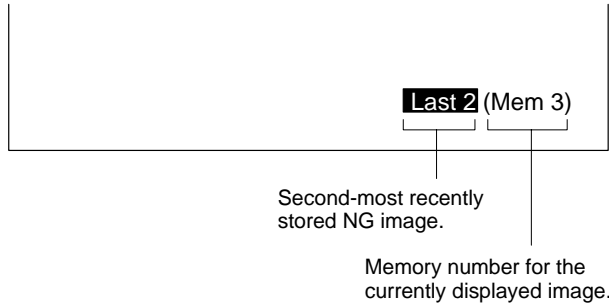 Last 2 (Mem 3)
Second-most recently
stored NG image.
Memory number for the
currently displayed image.